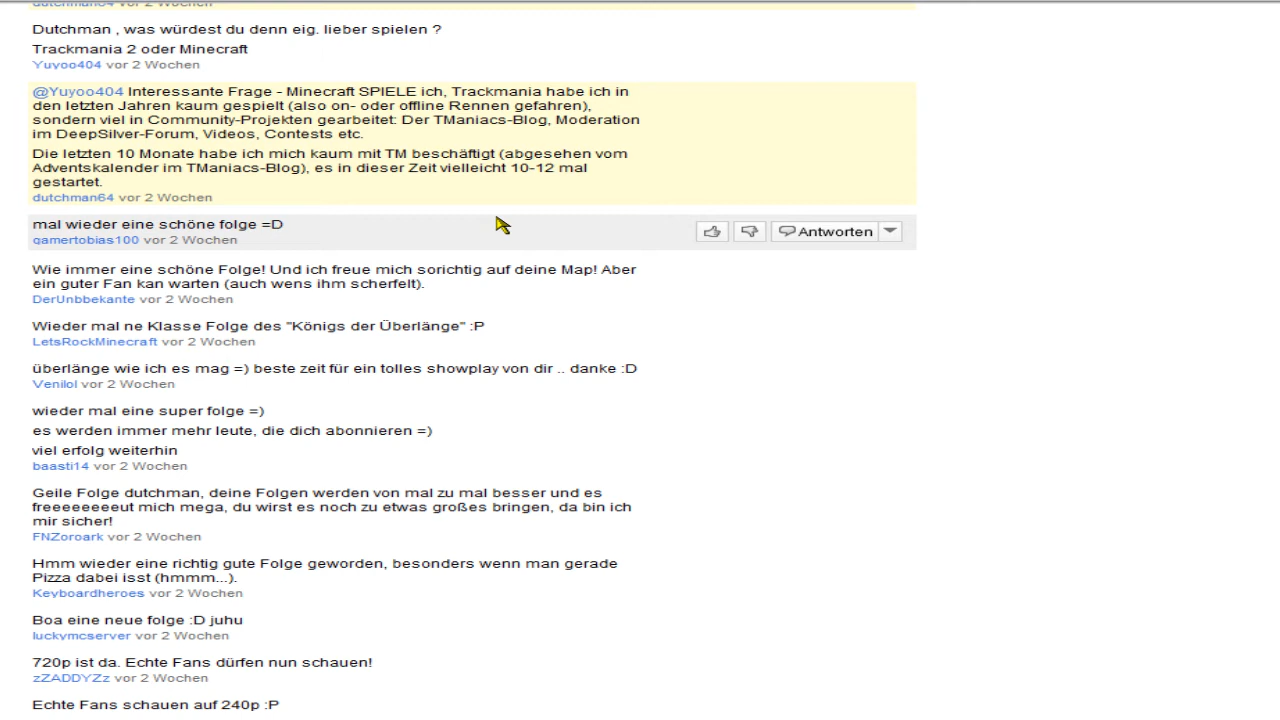 dutchman64 vor 2 Wochen
Dutchman , was würdest du denn eig. lieber spielen ?
Trackmania 2 oder Minecraft
Yuyoo404 vor 2 Wochen
@Yuyoo404 Interessante Frage - Minecraft SPIELE ich, Trackmania habe ich in
den letzten Jahren kaum gespielt (also on- oder offline Rennen gefahren),
sondern viel in Community-Projekten gearbeitet: Der TManiacs-Blog, Moderation
im DeepSilver-Forum, Videos, Contests etc.
Die letzten 10 Monate habe ich mich kaum mit TM beschäftigt (abgesehen vom
Adventskalender im TManiacs-Blog), es in dieser Zeit vielleicht 10-12 mal
gestartet.
dutchman64 vor 2 Wochen
mal wieder eine schöne folge =D
Antworten
gamertobias100 vor 2 Wochen
Wie immer eine schöne Folge! Und ich freue mich sorichtig auf deine Map! Aber
ein guter Fan kan warten (auch wens ihm scherfelt).
DerUnbbekante vor 2 Wochen
Wieder mal ne Klasse Folge des "Königs der Überlänge" :P
LetsRockMinecraft vor 2 Wochen
überlänge wie ich es mag =) beste zeit für ein tolles showplay von dir .. danke :D
Venilol vor 2 Wochen
wieder mal eine super folge =)
es werden immer mehr leute, die dich abonnieren =)
viel erfolg weiterhin
baasti14 vor 2 Wochen
Geile Folge dutchman, deine Folgen werden von mal zu mal besser und es
freeeeeeeeut mich mega, du wirst es noch zu etwas großes bringen, da bin ich
mir sicher!
FNZoroark vor 2 Wochen
Hmm wieder eine richtig gute Folge geworden, besonders wenn man gerade
Pizza dabei isst (hmmm...).
Keyboardheroes vor 2 Wochen
Boa eine neue folge :D juhu
luckymcserver vor 2 Wochen
720p ist da. Echte Fans dürfen nun schauen!
zZADDYZz vor 2 Wochen
Echte Fans schauen auf 240p :P